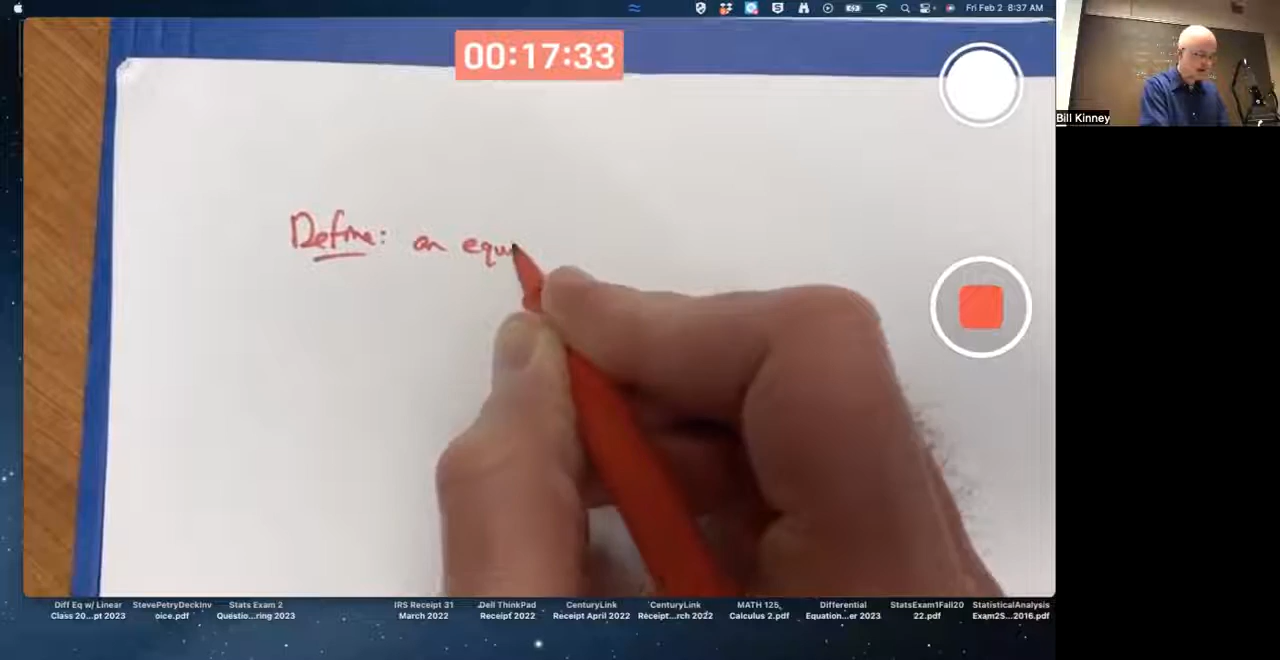 Fri Feb 2 8:37 AM
00:17:33
Bill Kinney
Define: an equ
Diff Eq w/ Linear
Class 20...pt 2023
StevePetryDeckInv
oice.pdf
Stats Exam 2
Questio...ring 2023
IRS Receipt 31
March 2022
Dell ThinkPad
Receipt 2022
CenturyLink
Receipt April 2022
CenturyLink
Receipt...rch 2022
MATH 125,
Calculus 2.pdf
Differential
Equation...er 2023
StatsExam1Fall20
22.pdf
StatisticalAnalysis
Exam2S...2016.pdf